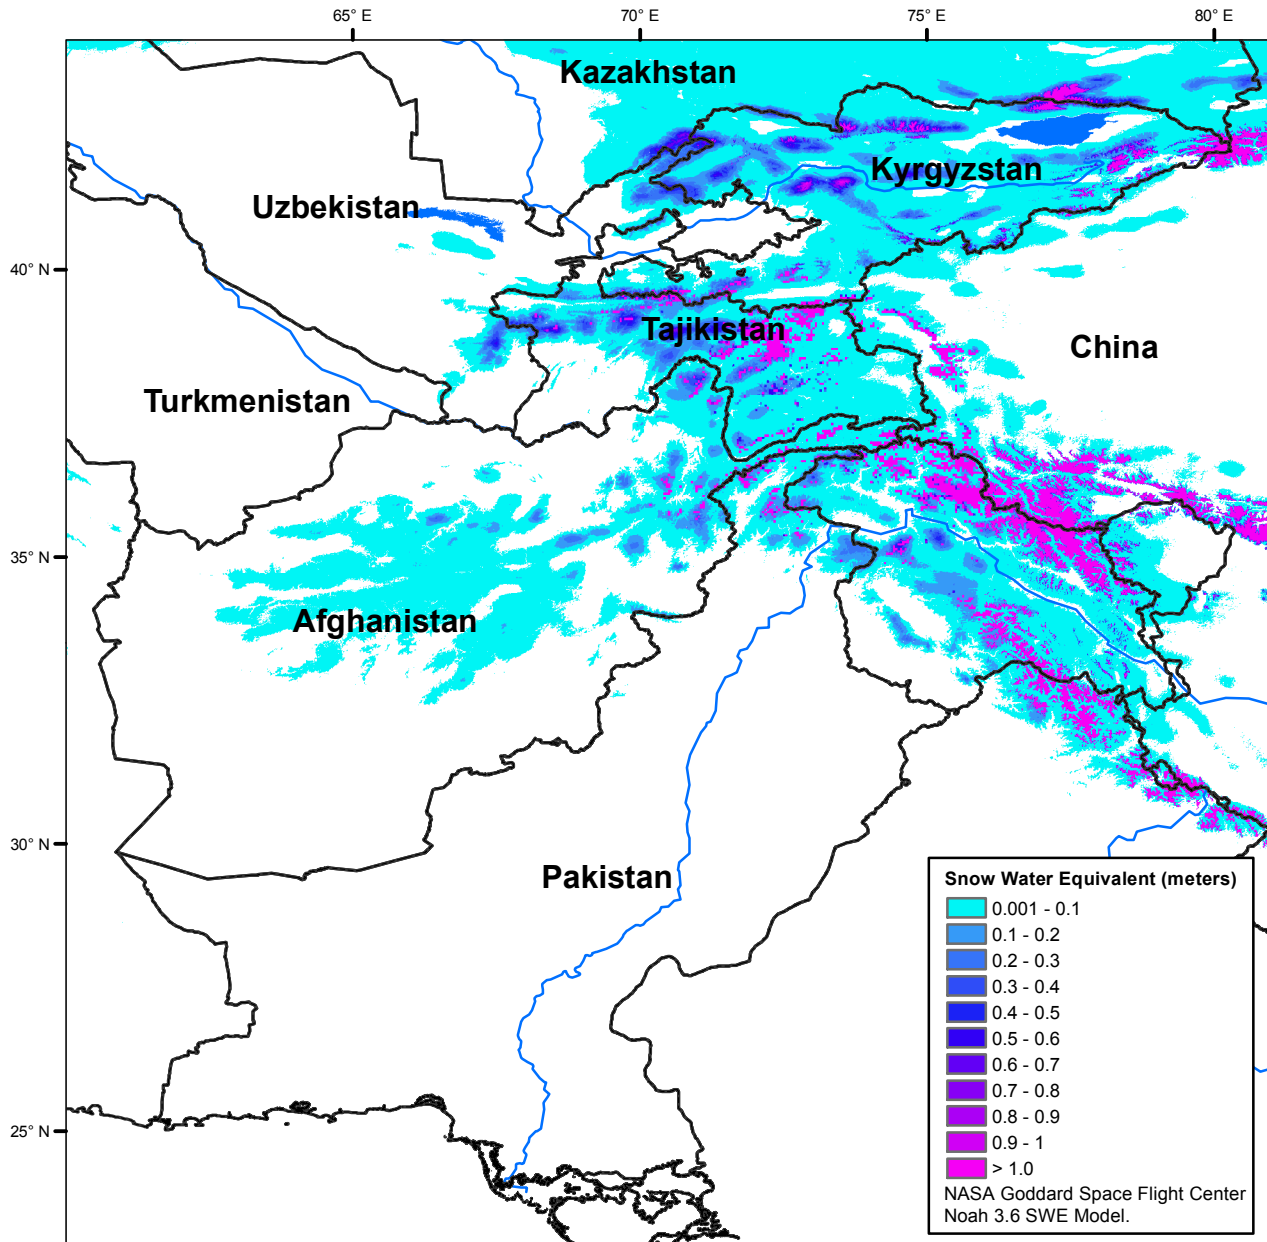 65° E
70° E
75° E
80° E
Kazakhstan
Kyrgyzstan
Uzbekistan
40° N
Tajikistan
China
Turkmenistan
35° N
Afghanistan
30° N
Pakistan
25° N
Snow Water Equivalent (meters)
0.001 - 0.1
0.1 - 0.2
0.2 - 0.3
0.3 - 0.4
0.4 - 0.5
0.5 - 0.6
0.6 - 0.7
0.7 - 0.8
0.8 - 0.9
0.9 - 1
> 1.0
NASA Goddard Space Flight Center
Noah 3.6 SWE Model.